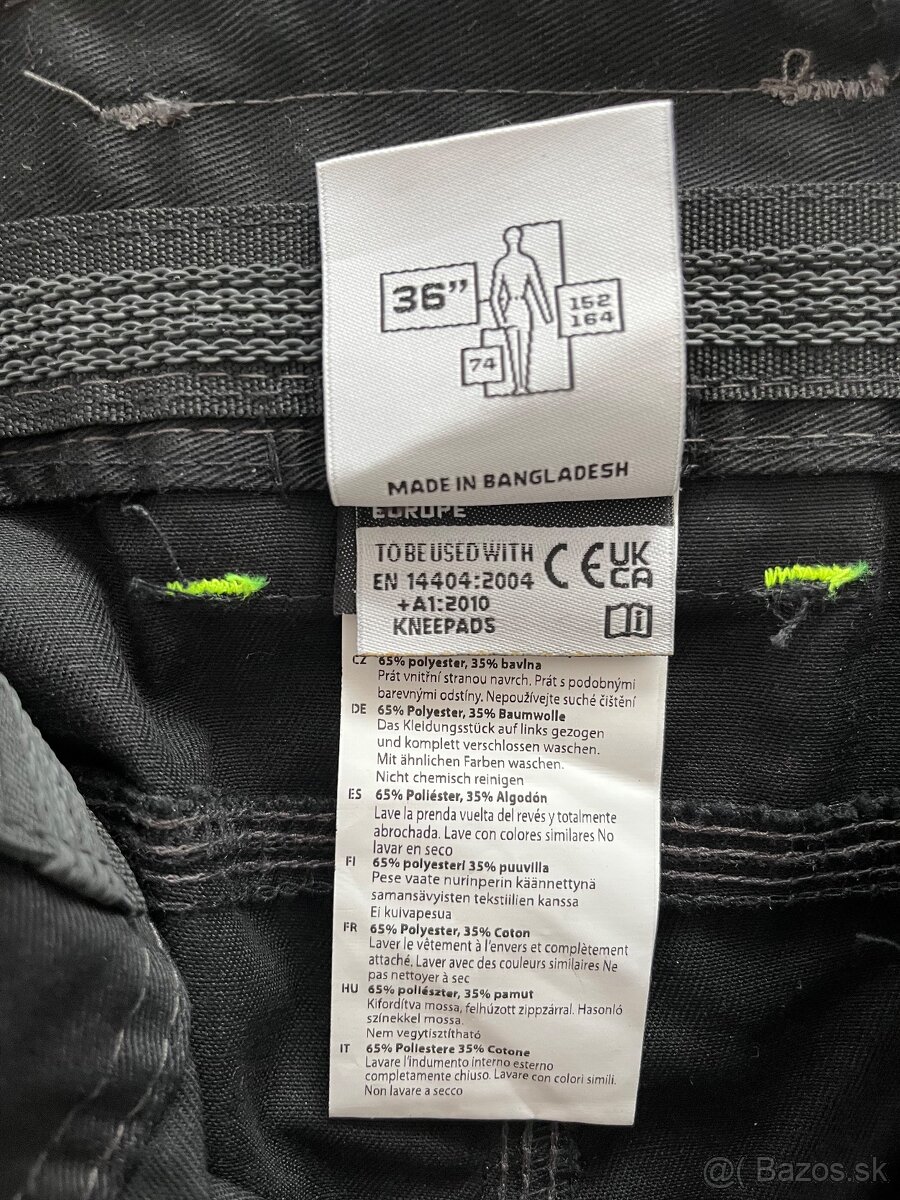 36”
152
164
74
MADE IN BANGLADESH
EUROPE
TO BE USED WITH
EN 14404:2004
+A1:2010
KNEEPADS
CE UK
CA
CZ 65% polyester, 35% bavlna
Prát vnitřní stranou navrch. Prát s podobnými
barevnými odstíny. Nepoužívejte suché čištění
DE 65% Polyester, 35% Baumwolle
Das Kleidungsstück auf links gezogen
und komplett verschlossen waschen.
Mit ähnlichen Farben waschen.
Nicht chemisch reinigen
ES 65% Poliéster, 35% Algodón
Lave la prenda vuelta del revés y totalmente
abrochada. Lave con colores similares No
lavar en seco
FI 65% polyesteri 35% puuvilla
Pese vaate nurinperin käännettynä
samansävyisten tekstiilien kanssa
Ei kuivapesua
FR 65% Polyester, 35% Coton
Laver le vêtement à l'envers et complètement
attaché. Laver avec des couleurs similaires Ne
pas nettoyer à sec
HU 65% poliészter, 35% pamut
Kifordítva mossa, felhúzott zippzárral. Hasonló
színekkel mossa.
Nem vegytisztítható
IT 65% Poliestere 35% Cotone
Lavare l'indumento interno esterno
completamente chiuso. Lavare con colori simili.
Non lavare a secco
@( Bazos.sk